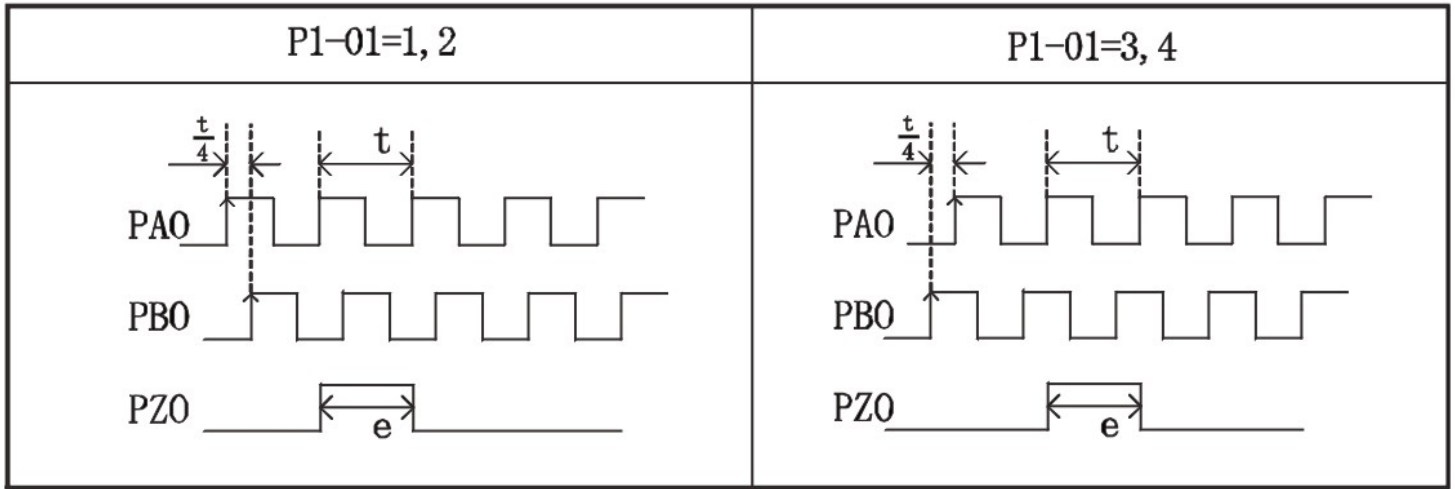 P1-01=1, 2
P1-01=3, 4
t/4
t
PAO
PBO
PZO
e
t/4
t
PAO
PBO
PZO
e